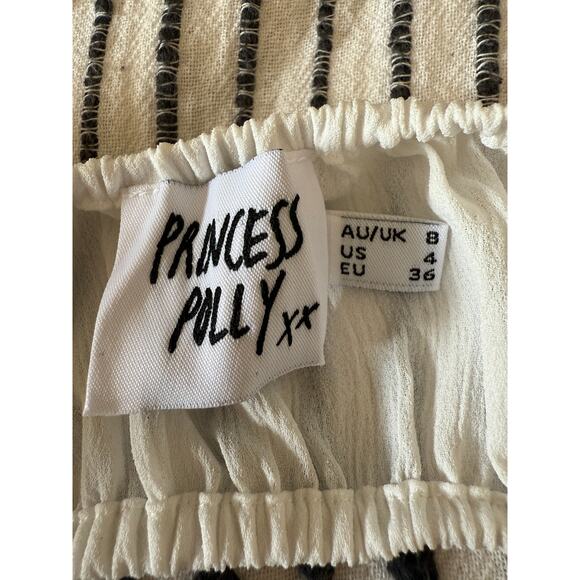 PRINCESS
POLLY xx
AU/UK 8
US 4
EU 36